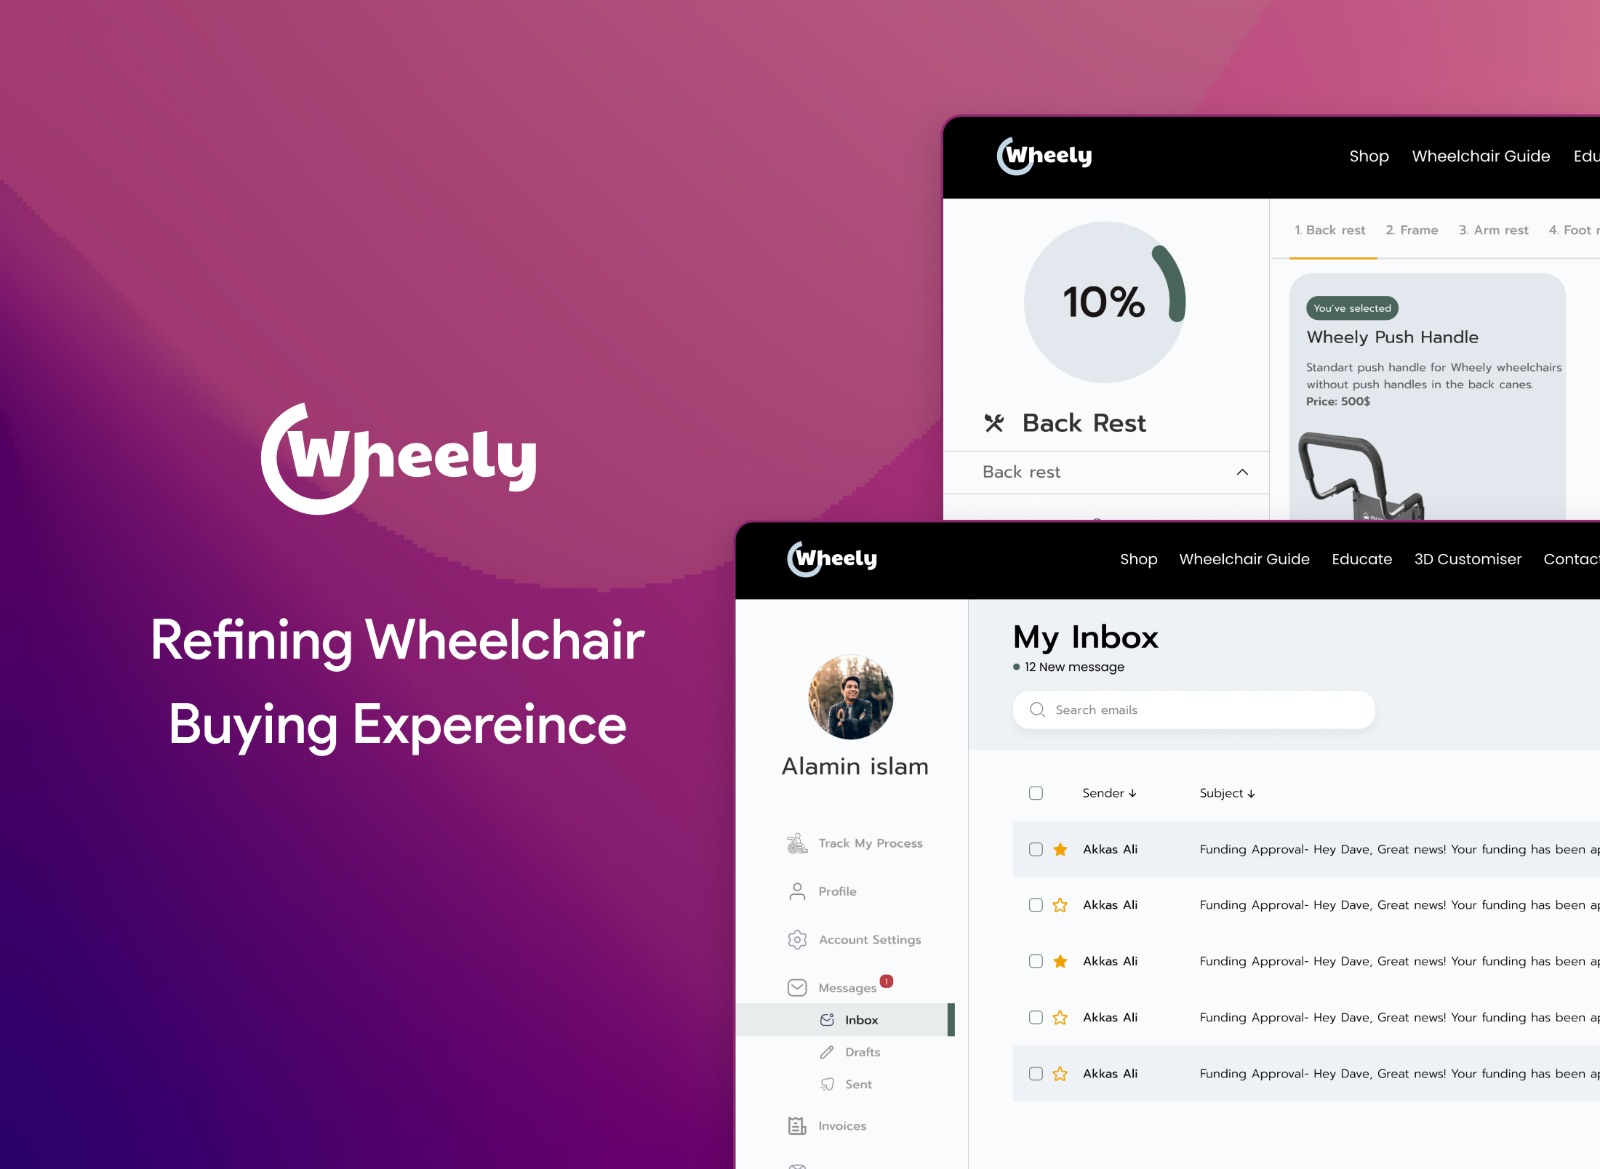 Wheely
Refining Wheelchair
Buying Expereince
Wheely
Shop Wheelchair Guide
10%
Back Rest
Back rest
1. Back rest 2. Frame 3. Arm rest 4. Foot
You've selected
Wheely Push Handle
Standart push handle for Wheely wheelchairs
without push handles in the back canes.
Price: 500$
Wheely
Shop Wheelchair Guide Educate 3D Customiser Contact
Alamin islam
Track My Process
Profile
Account Settings
Messages 1
Inbox
Drafts
Sent
Invoices
My Inbox
12 New message
Search emails
Sender Subject
Akkas Ali Funding Approval- Hey Dave, Great news! Your funding has been
Akkas Ali Funding Approval- Hey Dave, Great news! Your funding has been
Akkas Ali Funding Approval- Hey Dave, Great news! Your funding has been
Akkas Ali Funding Approval- Hey Dave, Great news! Your funding has been
Akkas Ali Funding Approval- Hey Dave, Great news! Your funding has been